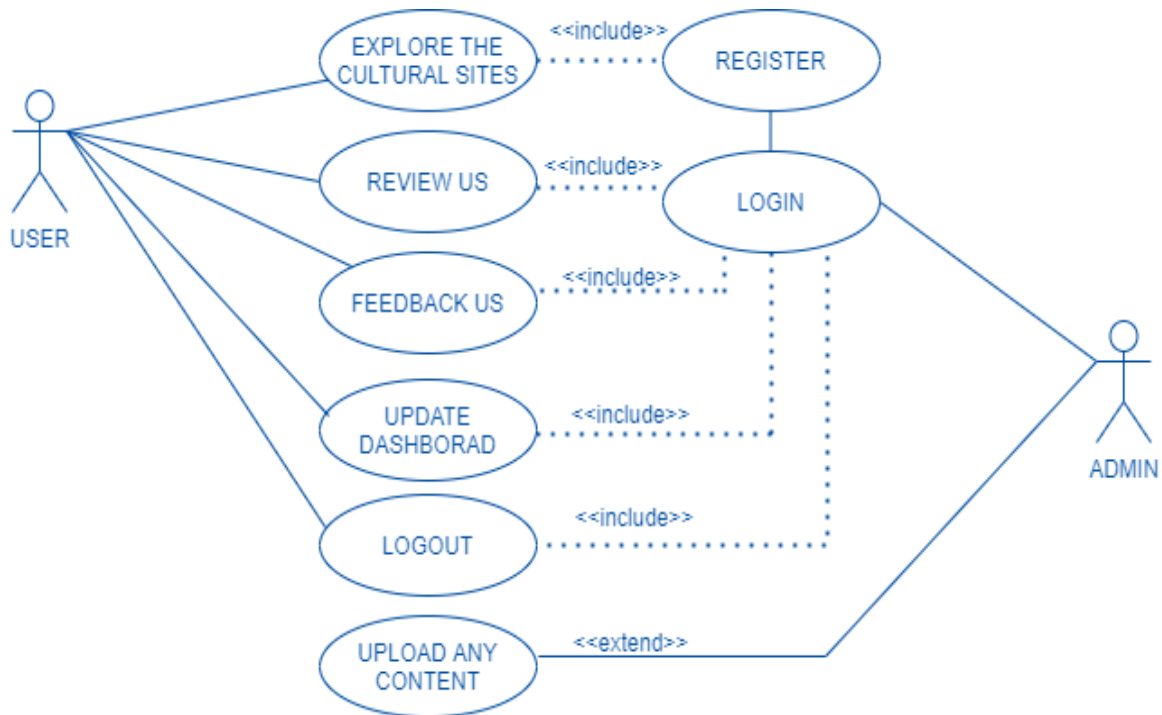 EXPLORE THE
CULTURAL SITES
<<include>>
REGISTER
USER
REVIEW US
<<include>>
LOGIN
FEEDBACK US
<<include>>
UPDATE
DASHBORAD
<<include>>
ADMIN
LOGOUT
<<include>>
UPLOAD ANY
CONTENT
<<extend>>